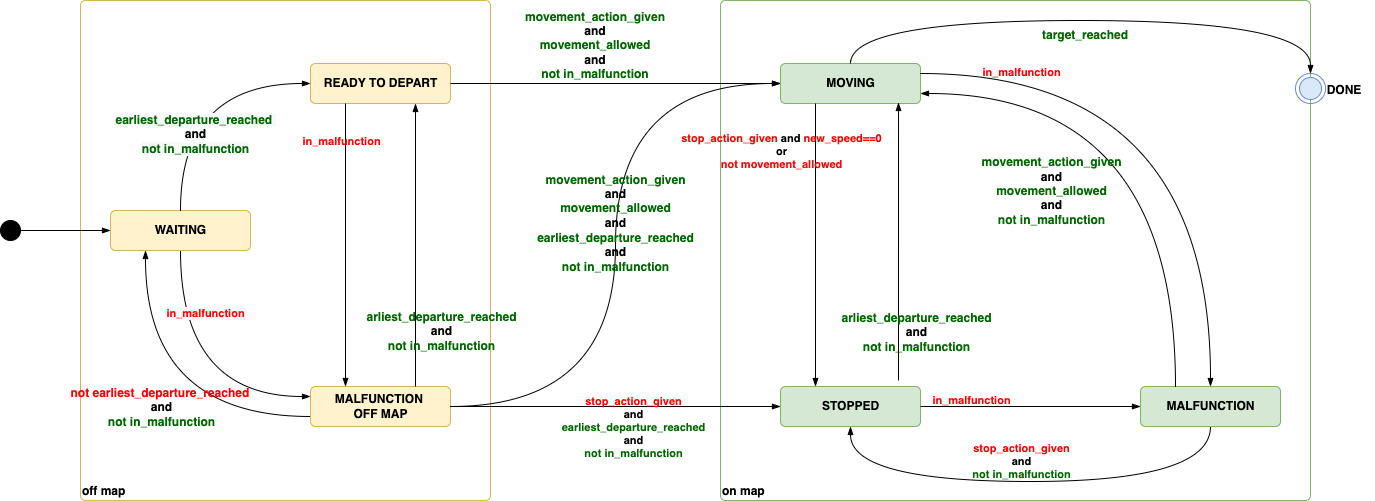 movement_action_given
and
movement_allowed
and
not in_malfunction
target_reached
READY TO DEPART
MOVING
in_malfunction
DONE
earliest_departure_reached
and
not in_malfunction
in_malfunction
stop_action_given and new_speed==0
or
not movement_allowed
movement_action_given
and
movement_allowed
and
not in_malfunction
movement_action_given
and
movement_allowed
and
earliest_departure_reached
and
not in_malfunction
WAITING
in_malfunction
arliest_departure_reached
and
not in_malfunction
arliest_departure_reached
and
not in_malfunction
not earliest_departure_reached
and
not in_malfunction
MALFUNCTION
OFF MAP
stop_action_given
and
earliest_departure_reached
and
not in_malfunction
STOPPED
in_malfunction
MALFUNCTION
stop_action_given
and
not in_malfunction
off map
on map